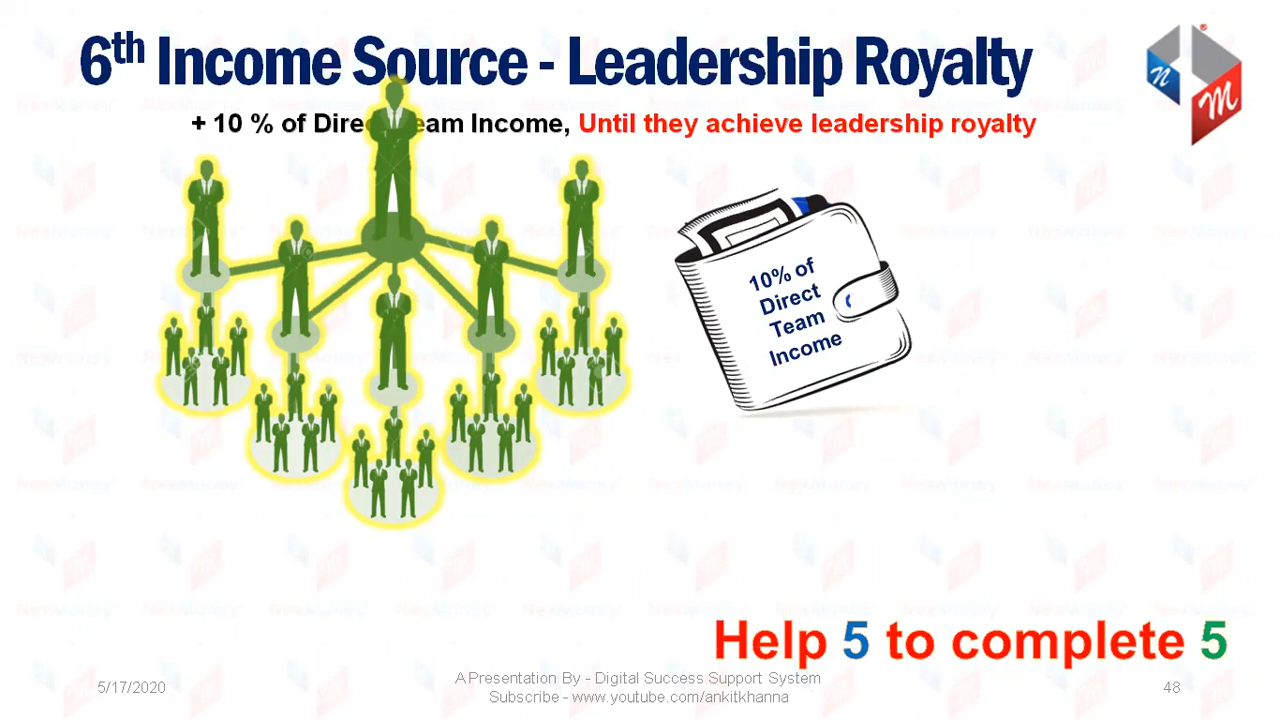 6th Income Source - Leadership Royalty
+ 10 % of Direct Team Income, Until they achieve leadership royalty
n
m
10% of
Direct
Team
Income
Help 5 to complete 5
5/17/2020
A Presentation By - Digital Success Support System
Subscribe - www.youtube.com/ankitkhanna
48